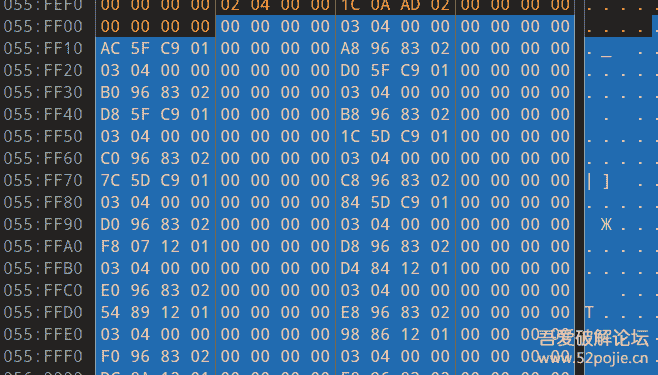 055:FEF0 00 00 00 00 02 04 00 00 1C 0A AD 02 00 00 00 00 . . . . .
055:FF00 00 00 00 00 00 00 00 00 03 04 00 00 00 00 00 00 . . . . .
055:FF10 AC 5F C9 01 00 00 00 00 A8 96 83 02 00 00 00 00 . _ . . .
055:FF20 03 04 00 00 00 00 00 00 D0 5F C9 01 00 00 00 00 . . . . .
055:FF30 B0 96 83 02 00 00 00 00 03 04 00 00 00 00 00 00 . . . . .
055:FF40 D8 5F C9 01 00 00 00 00 B8 96 83 02 00 00 00 00
055:FF50 03 04 00 00 00 00 00 00 1C 5D C9 01 00 00 00 00 . . . . .
055:FF60 C0 96 83 02 00 00 00 00 03 04 00 00 00 00 00 00
055:FF70 7C 5D C9 01 00 00 00 00 C8 96 83 02 00 00 00 00 | ] . . .
055:FF80 03 04 00 00 00 00 00 00 84 5D C9 01 00 00 00 00 . . . . .
055:FF90 D0 96 83 02 00 00 00 00 03 04 00 00 00 00 00 00 Ж
055:FFA0 F8 07 12 01 00 00 00 00 D8 96 83 02 00 00 00 00
055:FFB0 03 04 00 00 00 00 00 00 D4 84 12 01 00 00 00 00 . . . . .
055:FFC0 E0 96 83 02 00 00 00 00 03 04 00 00 00 00 00 00
055:FFD0 54 89 12 01 00 00 00 00 E8 96 83 02 00 00 00 00 T . . . .
055:FFE0 03 04 00 00 00 00 00 00 98 86 12 01 00 00 00 00
055:FFF0 F0 96 83 02 00 00 00 00 03 04 00 00 00 00 00 00
吾爱破解论坛
www.52pojie.cn